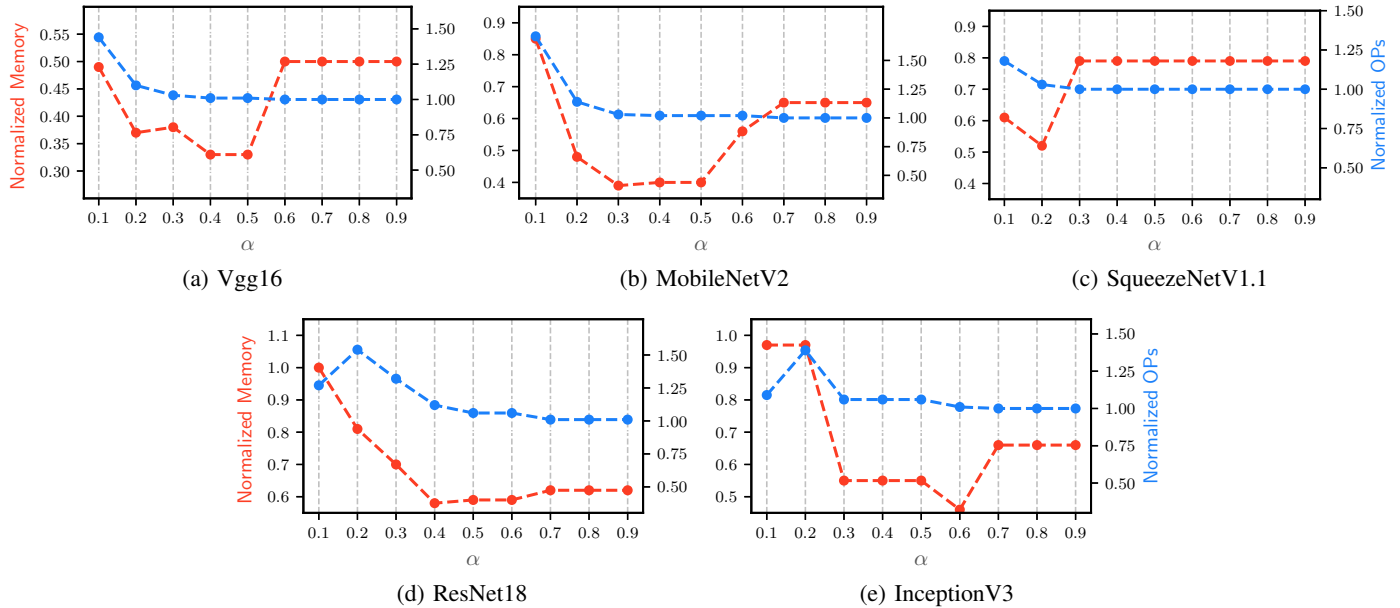 Normalized Memory
0.55
0.50
0.45
0.40
0.35
0.30
1.50
1.25
1.00
0.75
0.50
0.1 0.2 0.3 0.4 0.5 0.6 0.7 0.8 0.9
α
(a) Vgg16
0.9
0.8
0.7
0.6
0.5
0.4
1.50
1.25
1.00
0.75
0.50
0.1 0.2 0.3 0.4 0.5 0.6 0.7 0.8 0.9
α
(b) MobileNetV2
0.9
0.8
0.7
0.6
0.5
0.4
1.50
1.25
1.00
0.75
0.50
Normalized OPs
0.1 0.2 0.3 0.4 0.5 0.6 0.7 0.8 0.9
α
(c) SqueezeNetV1.1
Normalized Memory
1.1
1.0
0.9
0.8
0.7
0.6
1.50
1.25
1.00
0.75
0.50
0.1 0.2 0.3 0.4 0.5 0.6 0.7 0.8 0.9
α
(d) ResNet18
1.0
0.9
0.8
0.7
0.6
0.5
1.50
1.25
1.00
0.75
0.50
Normalized OPs
0.1 0.2 0.3 0.4 0.5 0.6 0.7 0.8 0.9
α
(e) InceptionV3